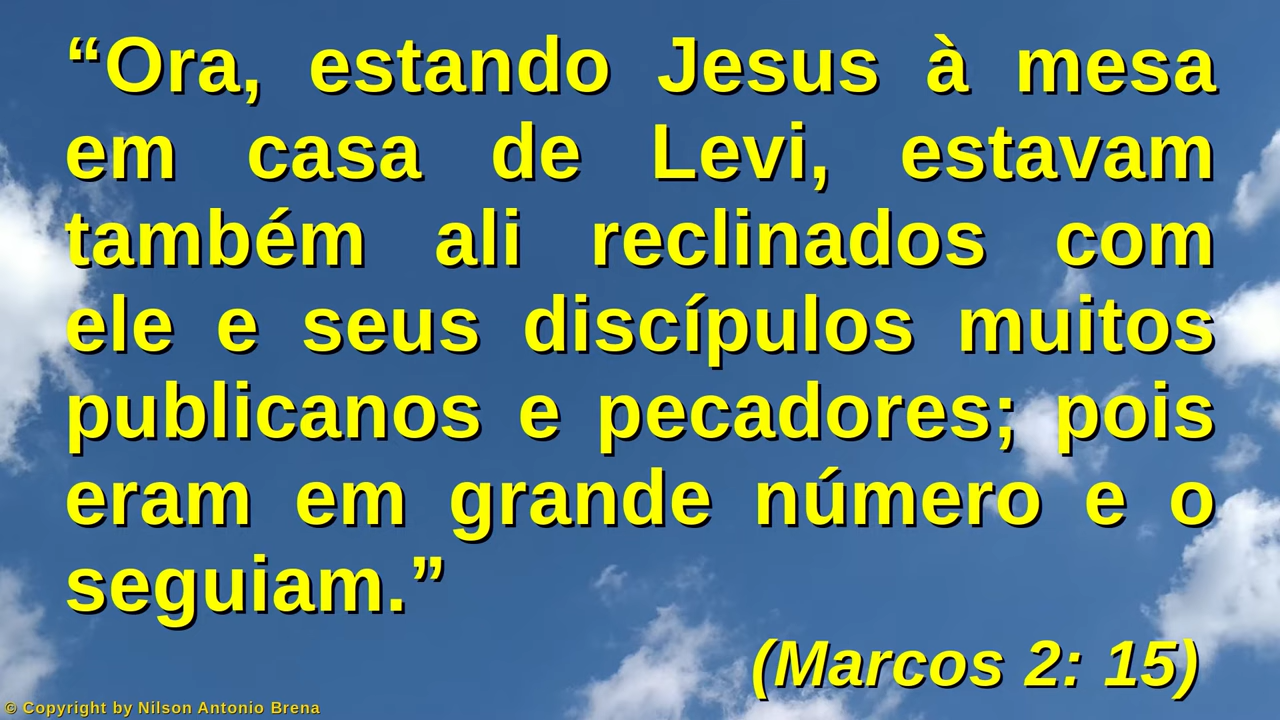 “Ora, estando Jesus à mesa
em casa de Levi, estavam
também ali reclinados com
ele e seus discípulos muitos
publicanos e pecadores; pois
eram em grande número e o
seguiam.”
(Marcos 2: 15)
© Copyright by Nilson Antonio Brena